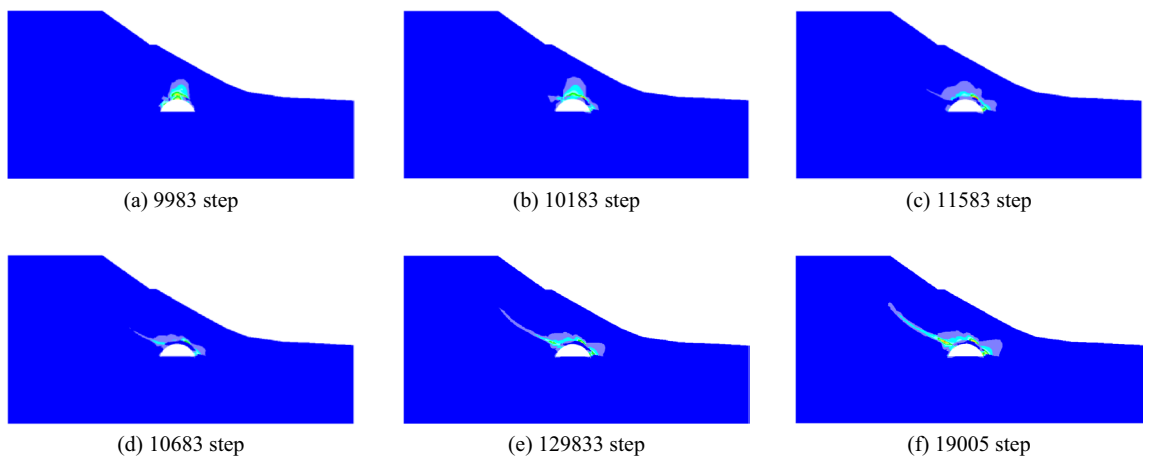 (a) 9983 step
(b) 10183 step
(c) 11583 step
(d) 10683 step
(e) 129833 step
(f) 19005 step